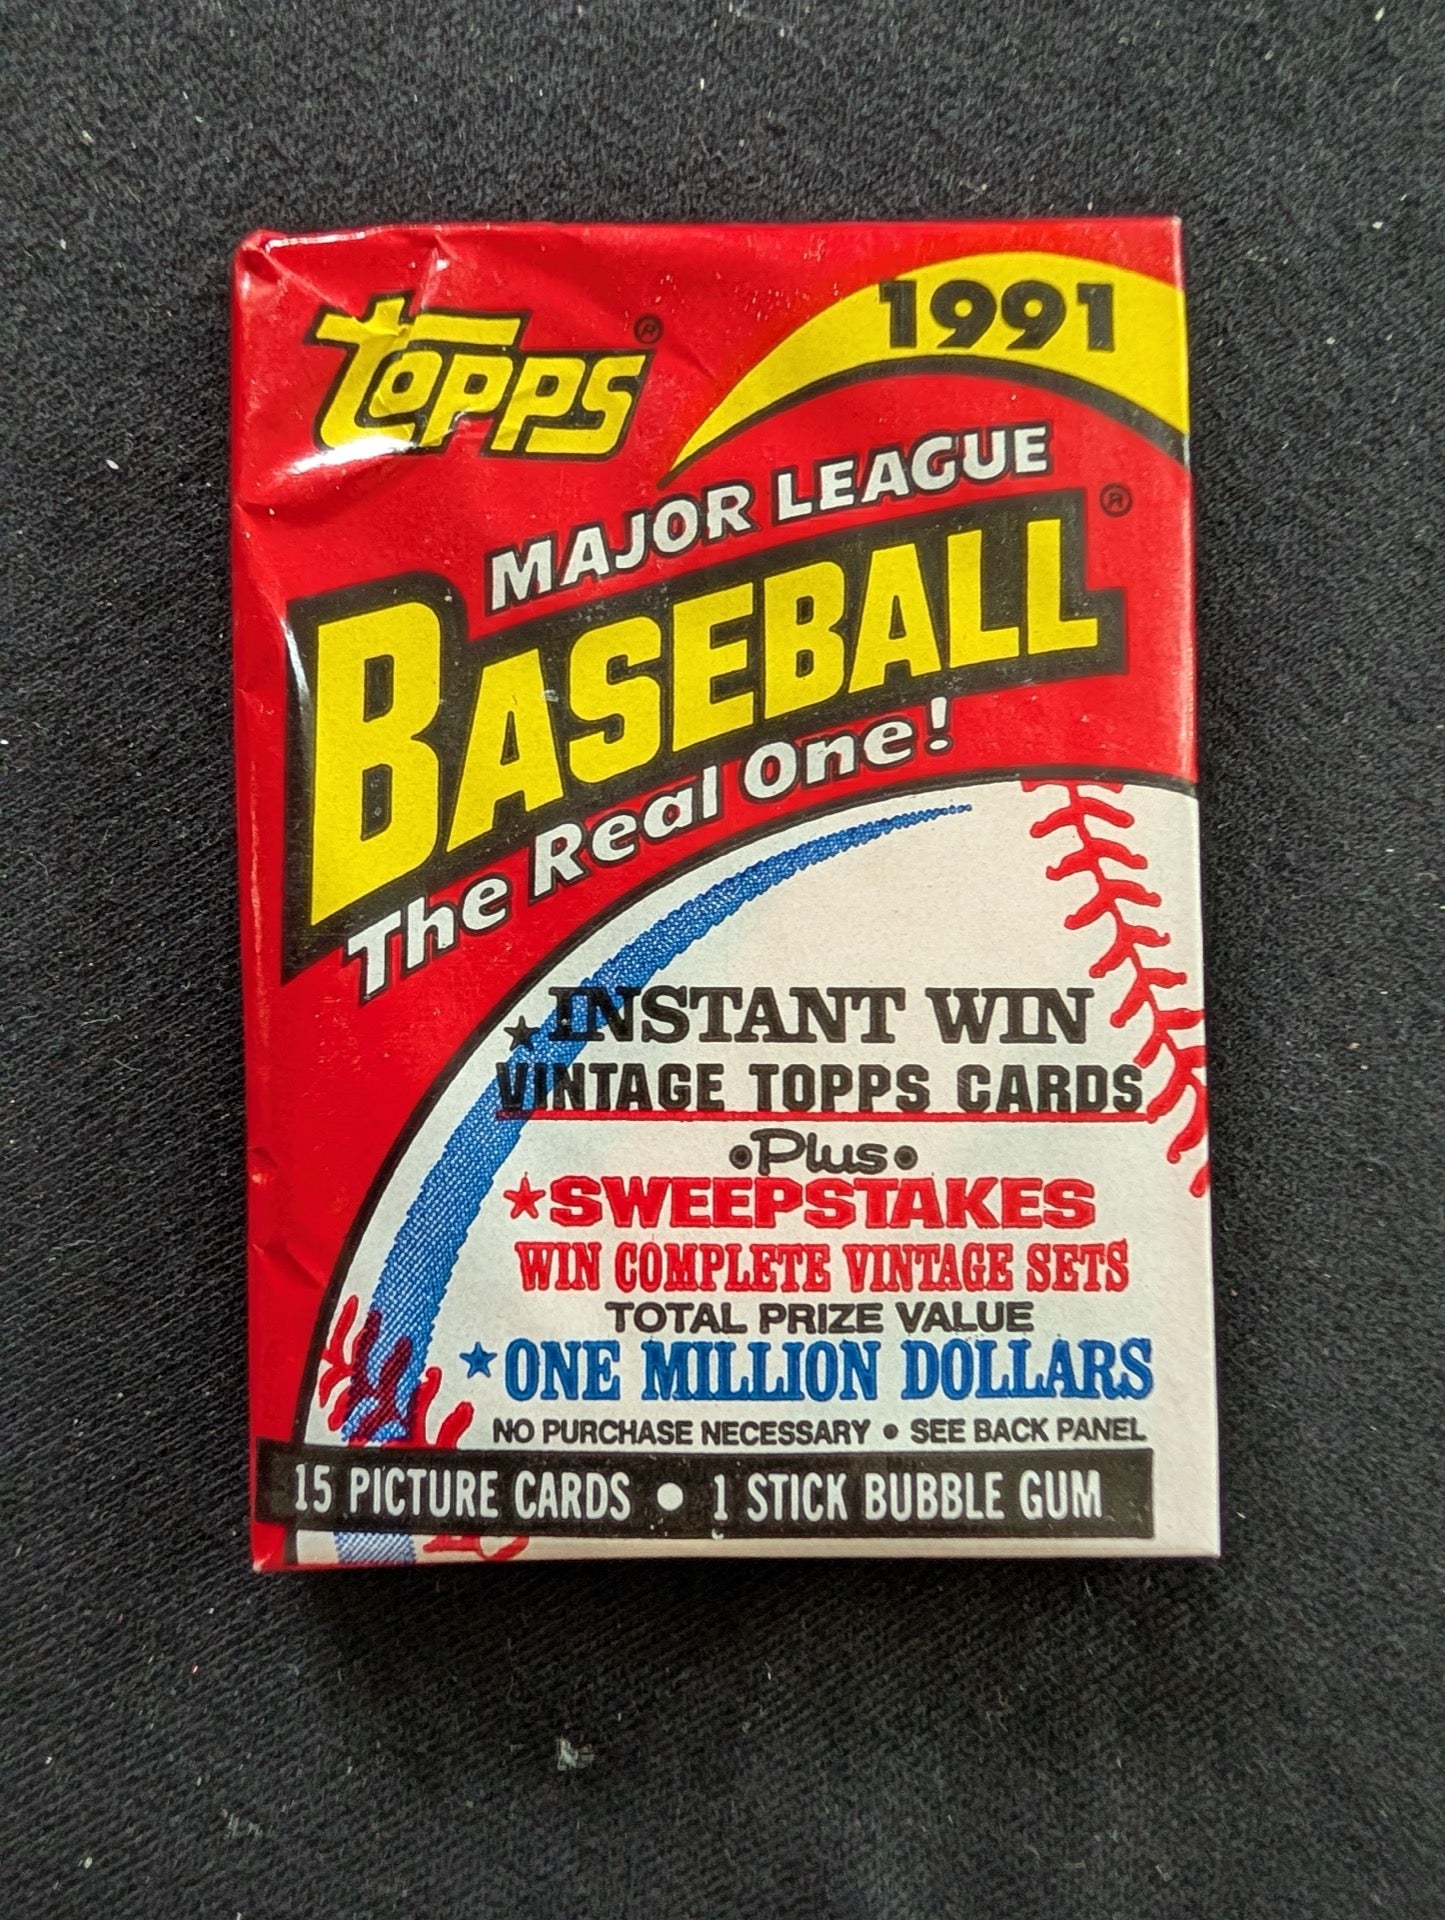 Topps ®
1991
MAJOR LEAGUE
BASEBALL ®
The Real One!
★ INSTANT WIN
VINTAGE TOPPS CARDS
• Plus •
★ SWEEPSTAKES
WIN COMPLETE VINTAGE SETS
TOTAL PRIZE VALUE
★ ONE MILLION DOLLARS
NO PURCHASE NECESSARY • SEE BACK PANEL
15 PICTURE CARDS • 1 STICK BUBBLE GUM